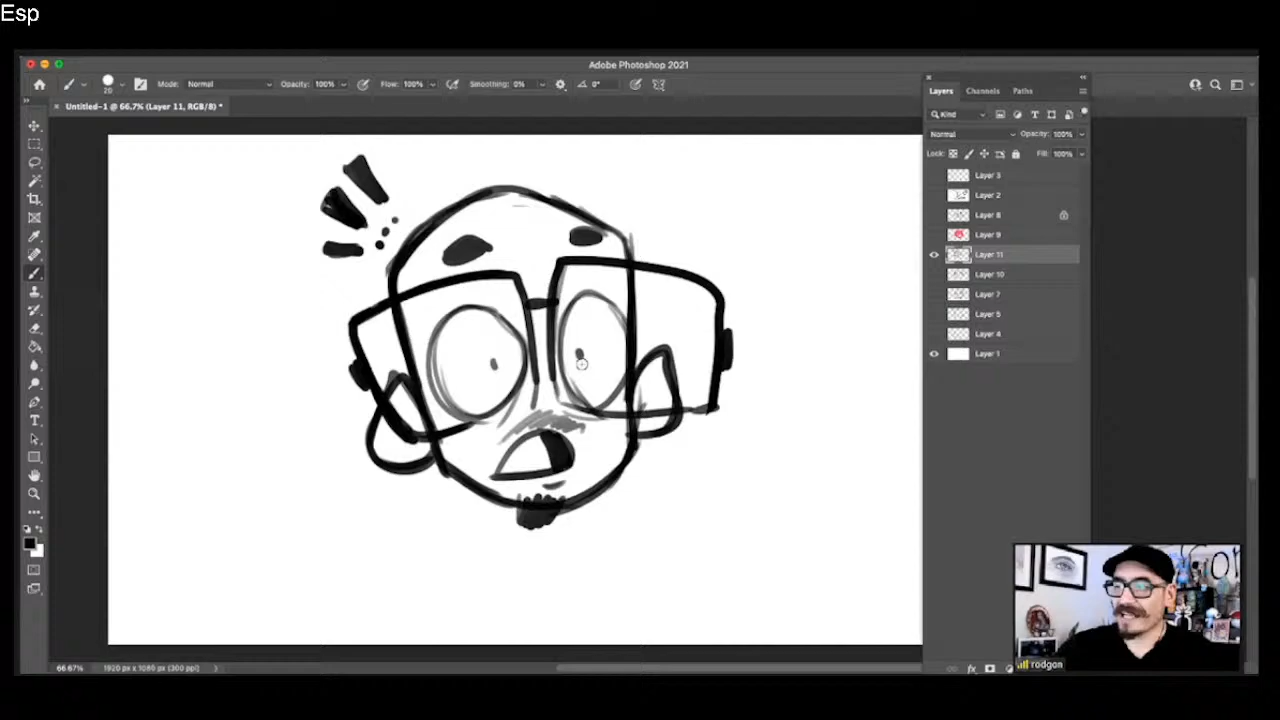 Esp
Adobe Photoshop 2021
20 Mode: Normal Opacity: 100% Flow: 100% Smoothing: 0% 0°
Untitled-1 @ 66.7% (Layer 11, RGB/8) *
Layers Channels Paths
Kind
Normal Opacity: 100%
Lock: Fill: 100%
Layer 3
Layer 2
Layer 8
Layer 9
Layer 11
Layer 10
Layer 7
Layer 5
Layer 4
Layer 1
66.67% 1920 px x 1080 px (300 ppi)
fx
rodgon